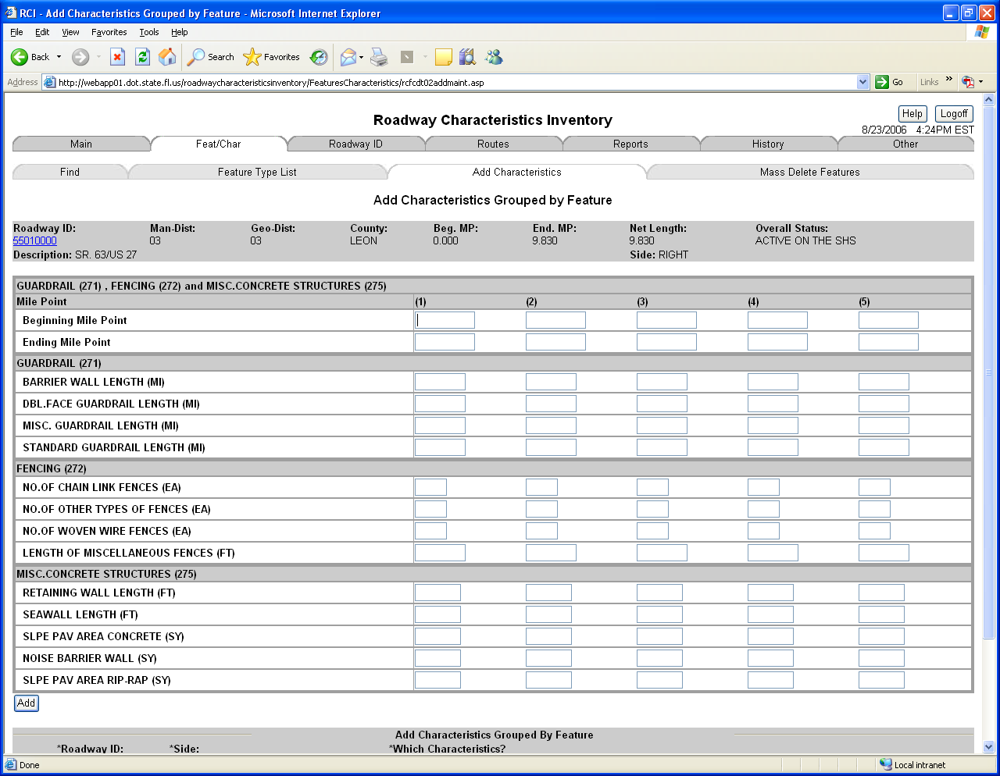 RCI - Add Characteristics Grouped by Feature - Microsoft Internet Explorer
File Edit View Favorites Tools Help
Back Search Favorites
Address http://webapp01.dot.state.fl.us/roadwaycharacteristicsinventory/FeaturesCharacteristics/rcfcdt02addmaint.asp Go Links »
Roadway Characteristics Inventory
Help Logoff
8/23/2006 4:24PM EST
Main Feat/Char Roadway ID Routes Reports History Other
Find Feature Type List Add Characteristics Mass Delete Features
Add Characteristics Grouped by Feature
Roadway ID: Man-Dist: Geo-Dist: County: Beg. MP: End. MP: Net Length: Overall Status:
55010000 03 03 LEON 0.000 9.830 9.830 ACTIVE ON THE SHS
Description: SR. 63/US 27 Side: RIGHT
GUARDRAIL (271) , FENCING (272) and MISC.CONCRETE STRUCTURES (275)
Mile Point (1) (2) (3) (4) (5)
Beginning Mile Point
Ending Mile Point
GUARDRAIL (271)
BARRIER WALL LENGTH (MI)
DBL.FACE GUARDRAIL LENGTH (MI)
MISC. GUARDRAIL LENGTH (MI)
STANDARD GUARDRAIL LENGTH (MI)
FENCING (272)
NO.OF CHAIN LINK FENCES (EA)
NO.OF OTHER TYPES OF FENCES (EA)
NO.OF WOVEN WIRE FENCES (EA)
LENGTH OF MISCELLANEOUS FENCES (FT)
MISC.CONCRETE STRUCTURES (275)
RETAINING WALL LENGTH (FT)
SEAWALL LENGTH (FT)
SLPE PAV AREA CONCRETE (SY)
NOISE BARRIER WALL (SY)
SLPE PAV AREA RIP-RAP (SY)
Add
Add Characteristics Grouped By Feature
*Roadway ID: *Side: *Which Characteristics?
Done Local intranet